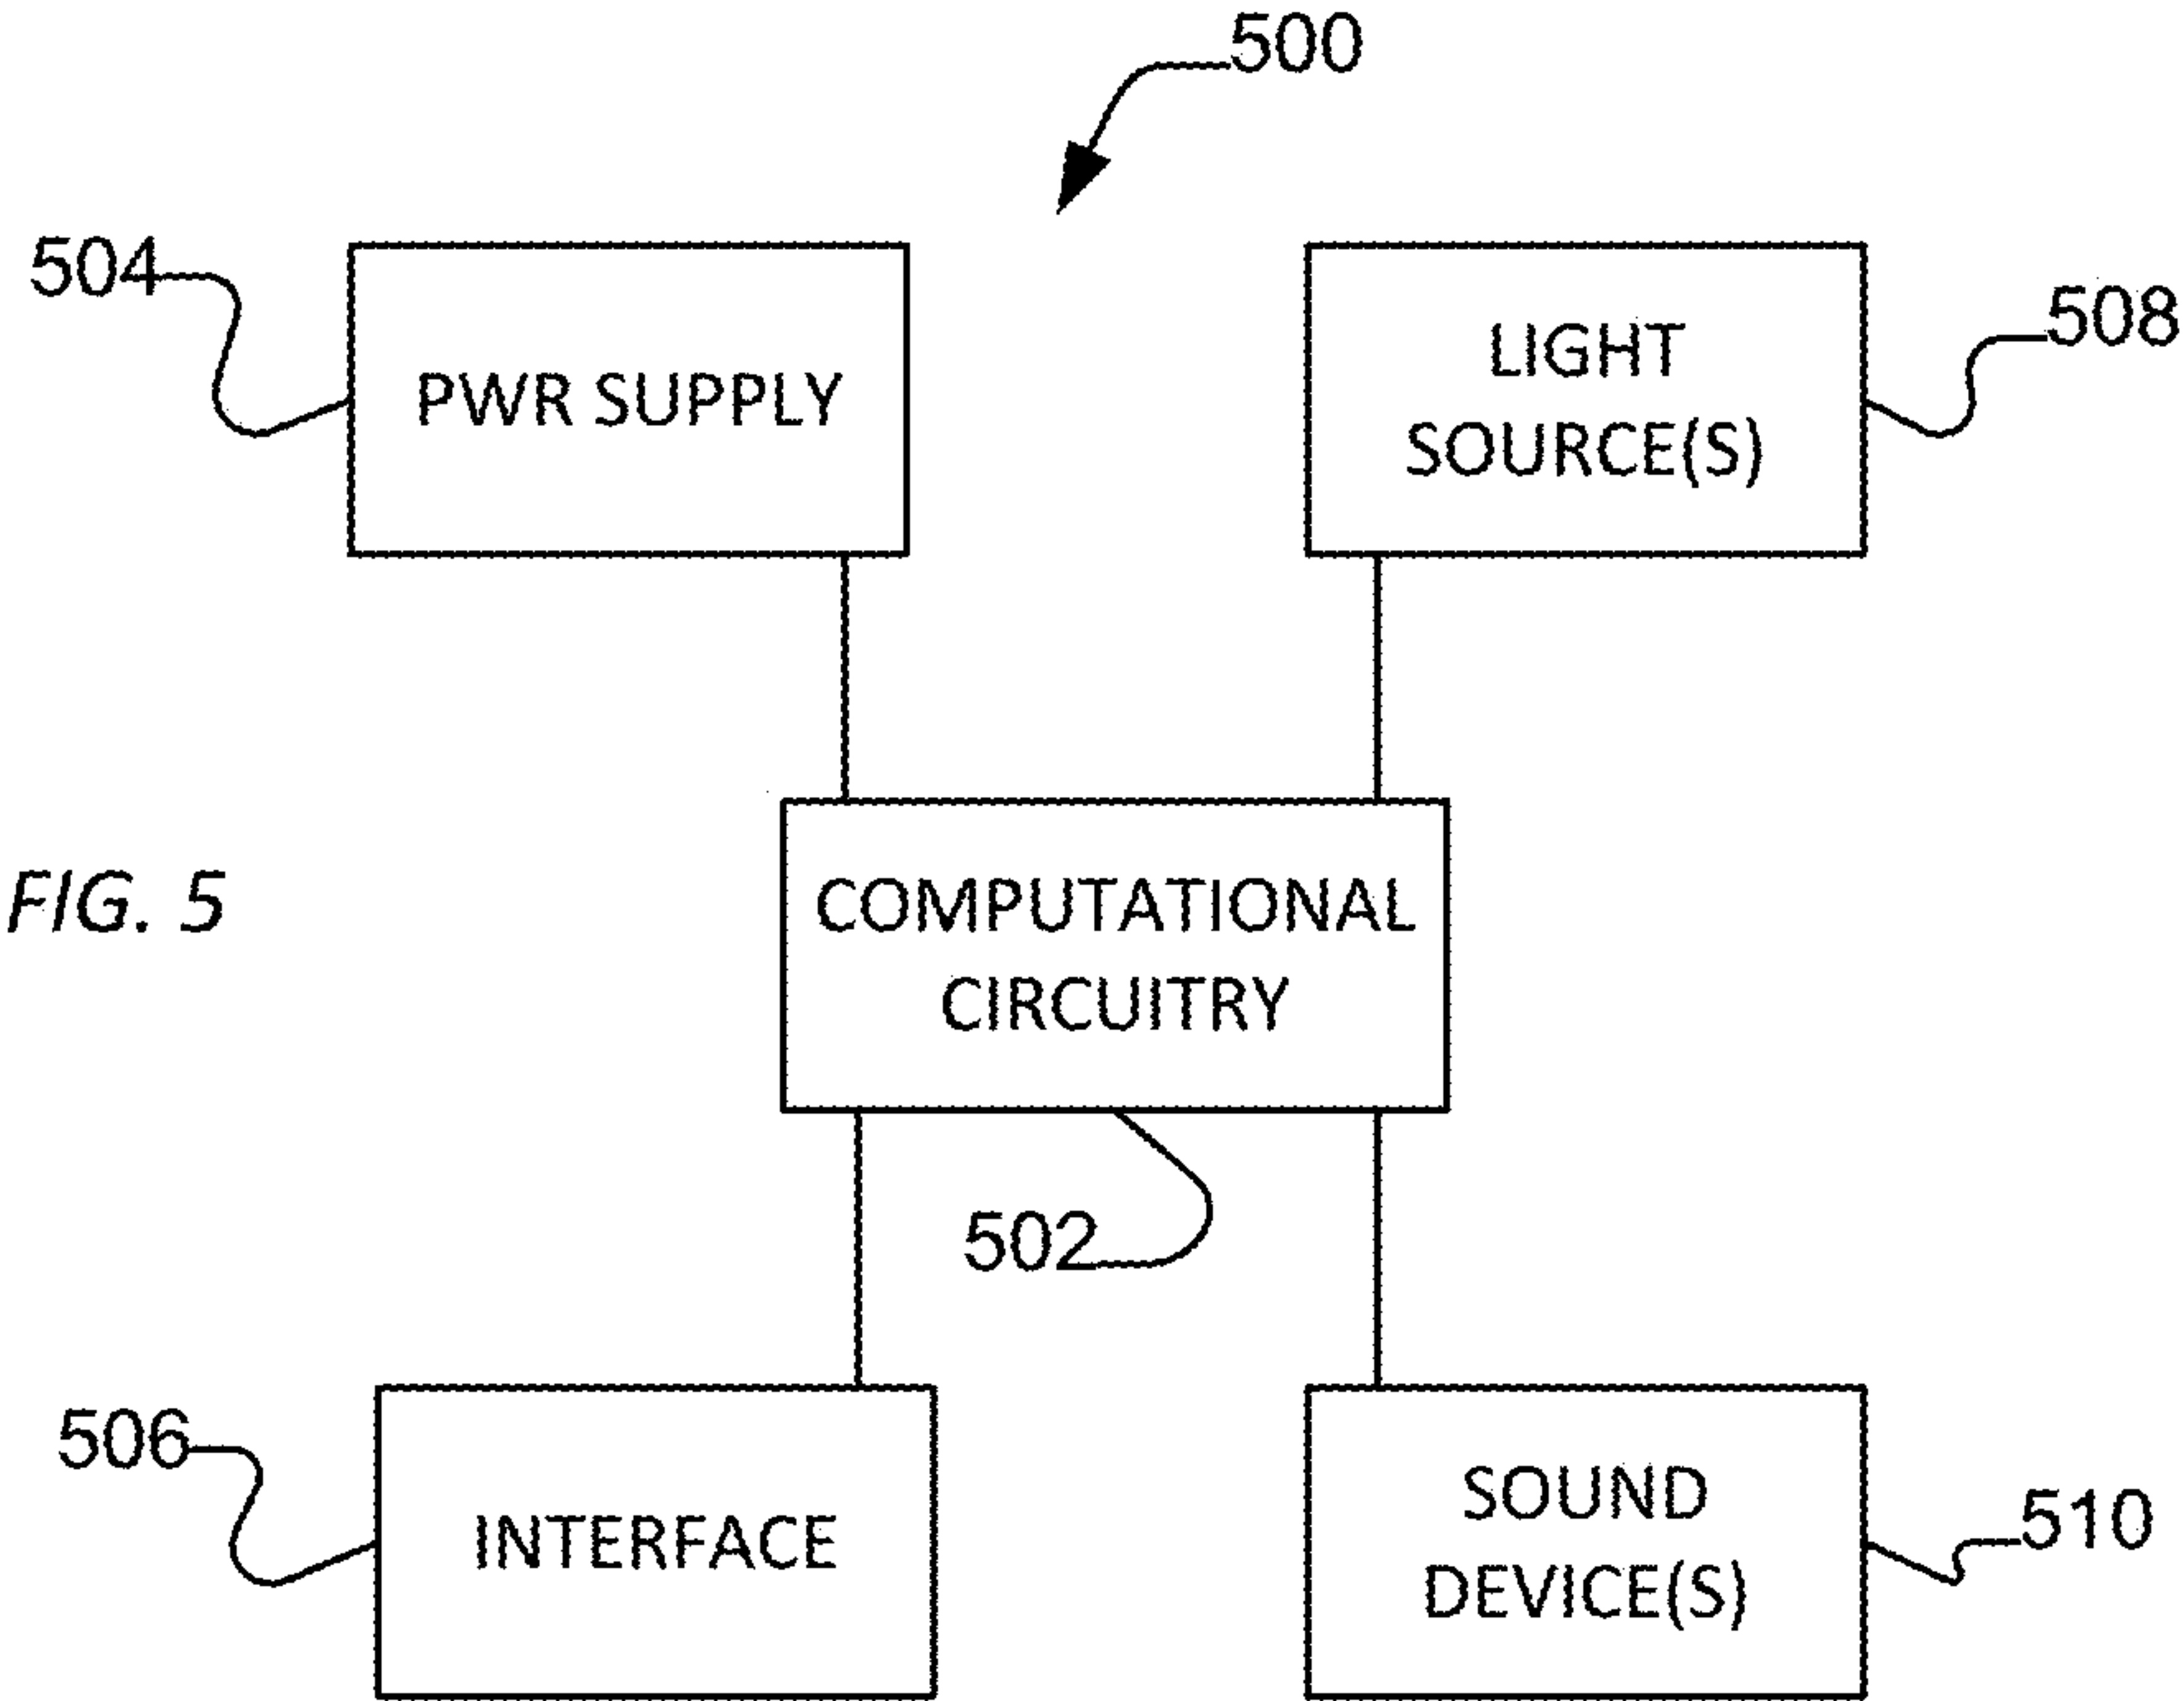 500
504
PWR SUPPLY
LIGHT
SOURCE(S)
508
FIG. 5
COMPUTATIONAL
CIRCUITRY
502
506
INTERFACE
SOUND
DEVICE(S)
510